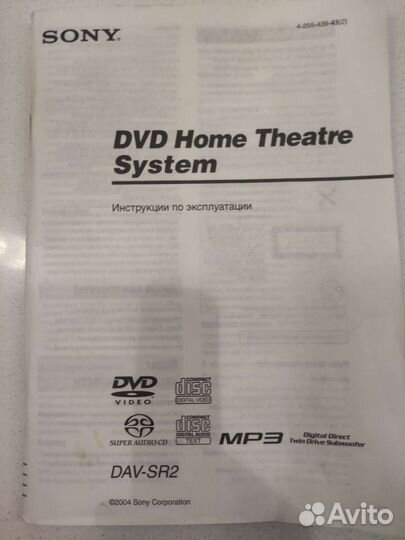 SONY.
4-255-439-43(2)
DVD Home Theatre
System
Инструкции по эксплуатации
DVD
VIDEO
COMPACT
disc
DIGITAL VIDEO
SUPER AUDIO CD
COMPACT
disc
DIGITAL AUDIO
TEXT
MP3
Digital Direct
Twin Drive Subwoofer
DAV-SR2
©2004 Sony Corporation
Avito